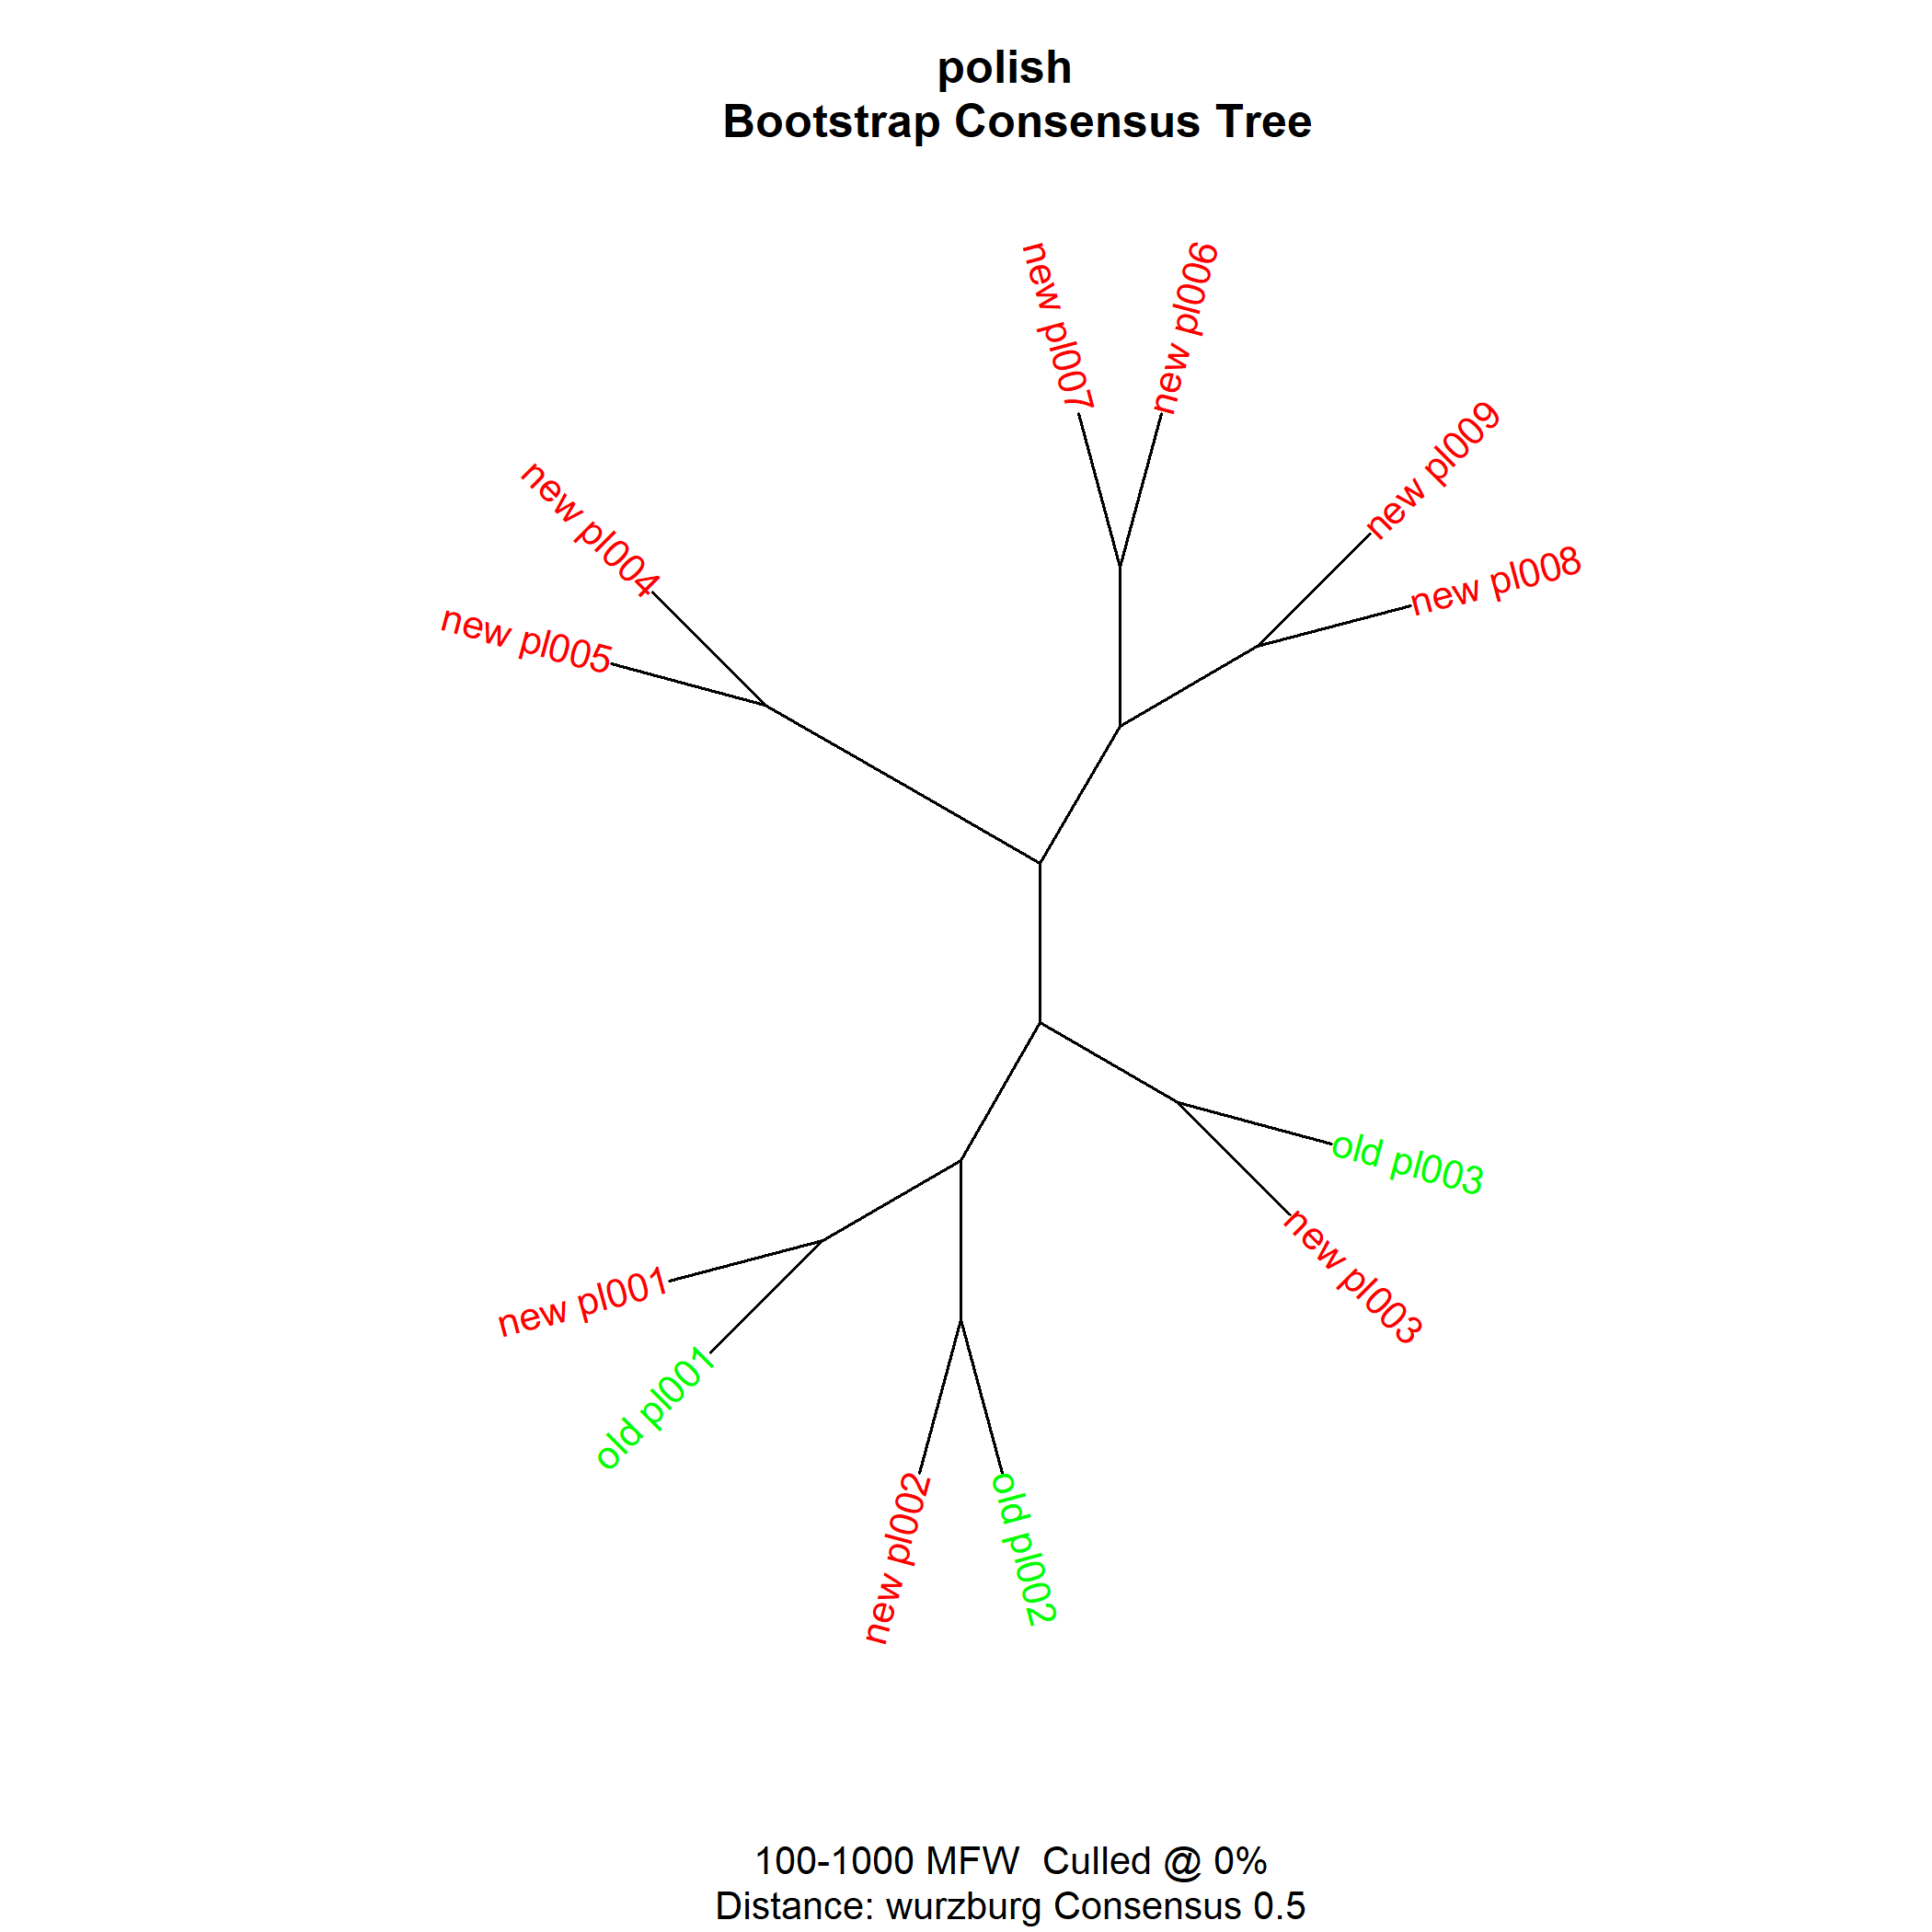 polish
Bootstrap Consensus Tree
new pl007
new pl006
new pl009
new pl008
new pl004
new pl005
old pl003
new pl003
new pl001
old pl001
new pl002
old pl002
100-1000 MFW  Culled @ 0%
Distance: wurzburg Consensus 0.5